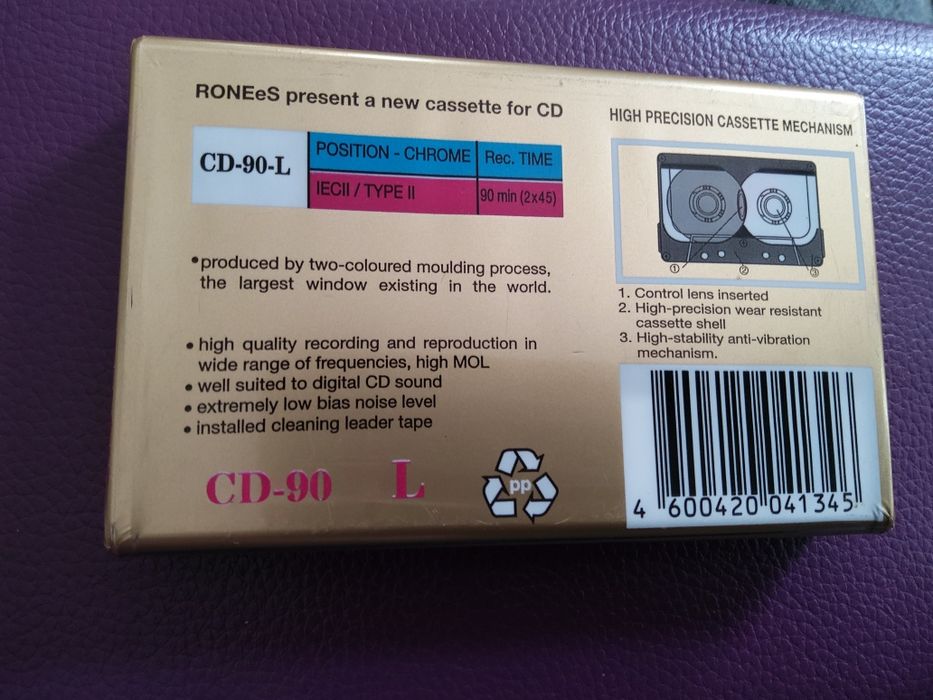 RONEeS present a new cassette for CD
CD-90-L
POSITION - CHROME
Rec. TIME
IECII / TYPE II
90 min (2x45)
•produced by two-coloured moulding process,
the largest window existing in the world.
• high quality recording and reproduction in
wide range of frequencies, high MOL
• well suited to digital CD sound
• extremely low bias noise level
• installed cleaning leader tape
CD-90 L
pp
HIGH PRECISION CASSETTE MECHANISM
1 2 3
1. Control lens inserted
2. High-precision wear resistant
cassette shell
3. High-stability anti-vibration
mechanism.
4 600420 041345